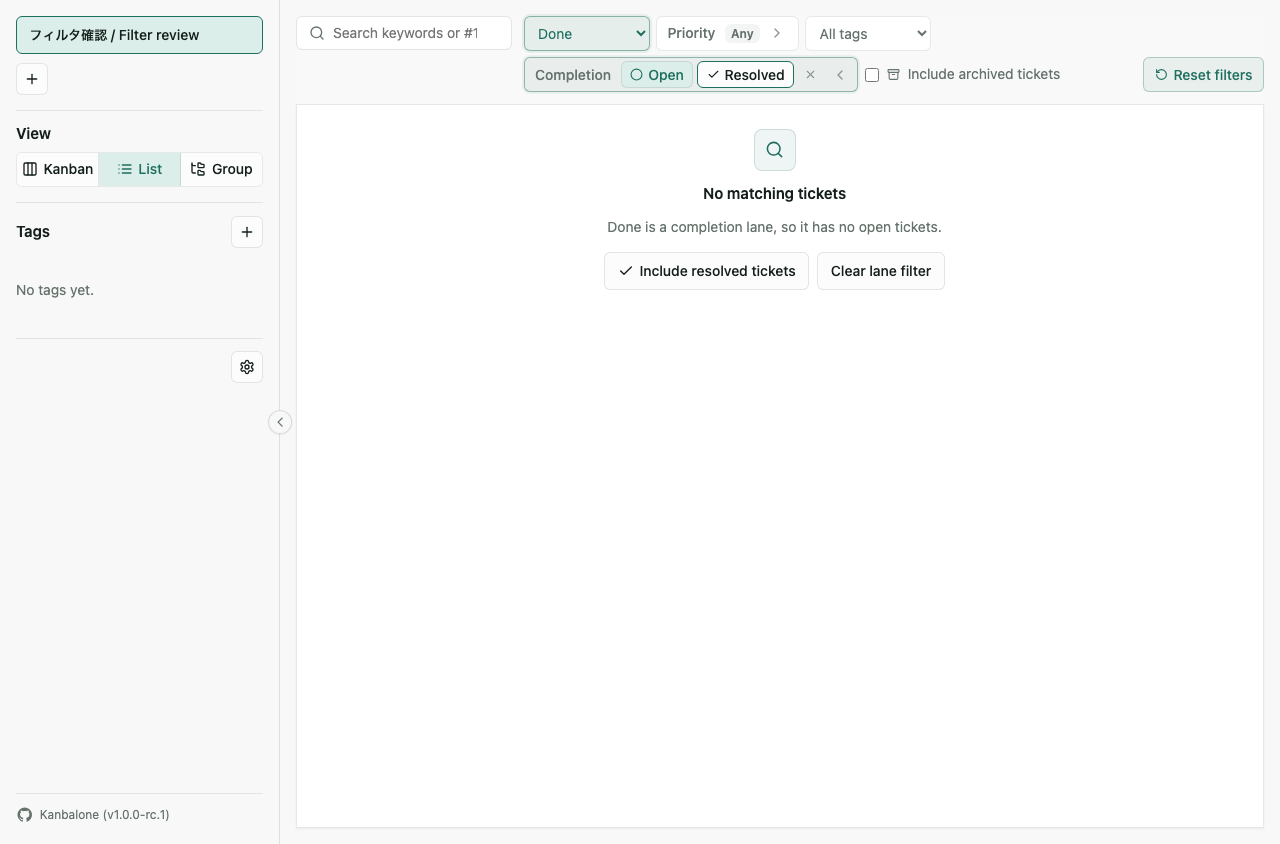 フィルタ確認 / Filter review
View
Kanban List Group
Tags
No tags yet.
Kanbalone (v1.0.0-rc.1)
Search keywords or #1
Done
Priority Any
All tags
Completion Open Resolved
Include archived tickets
Reset filters
No matching tickets
Done is a completion lane, so it has no open tickets.
Include resolved tickets
Clear lane filter